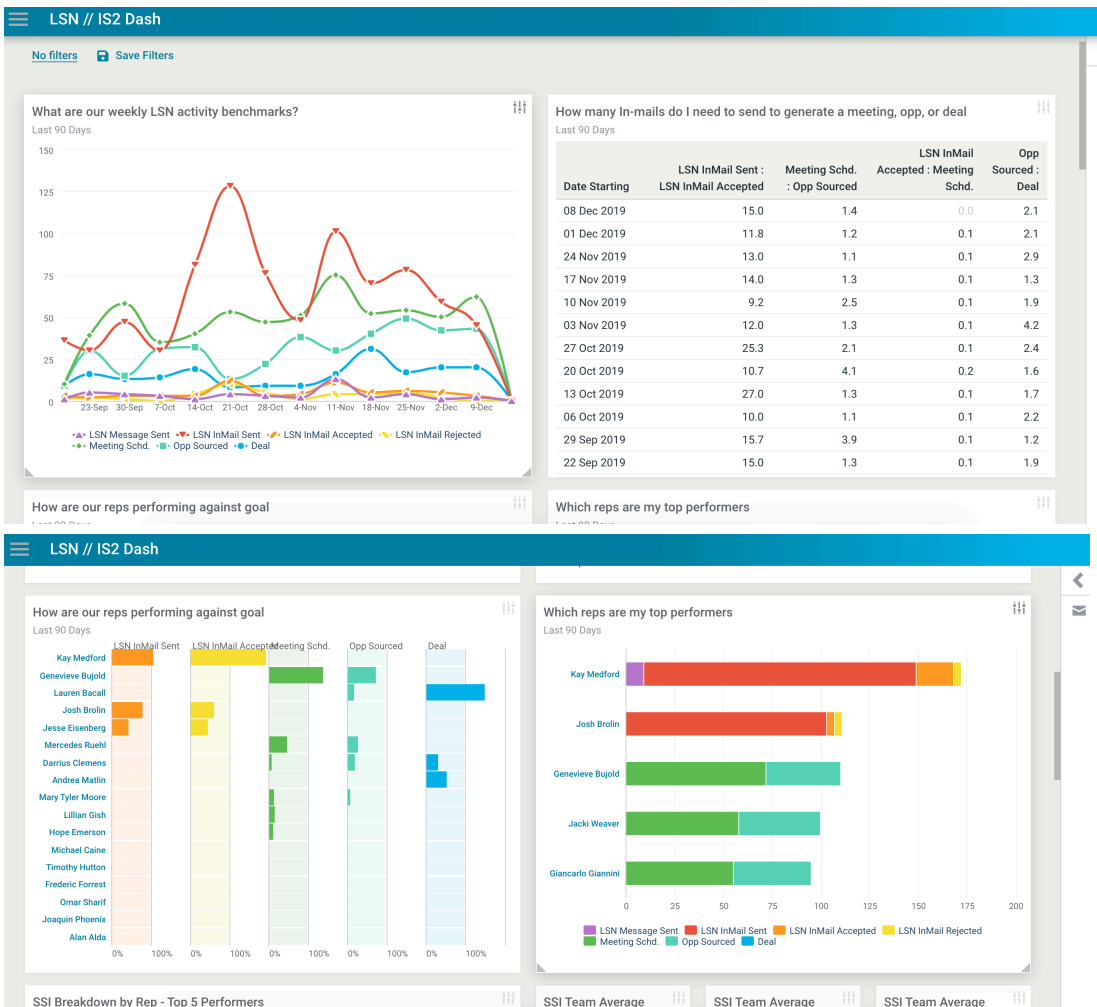 LSN // IS2 Dash
No filters Save Filters
What are our weekly LSN activity benchmarks?
Last 90 Days
150
125
100
75
50
25
0
23-Sep 30-Sep 7-Oct 14-Oct 21-Oct 28-Oct 4-Nov 11-Nov 18-Nov 25-Nov 2-Dec 9-Dec
LSN Message Sent LSN InMail Sent LSN InMail Accepted LSN InMail Rejected
Meeting Schd. Opp Sourced Deal
How many In-mails do I need to send to generate a meeting, opp, or deal
Last 90 Days
LSN InMail Opp
LSN InMail Sent : Meeting Schd. Accepted : Meeting Sourced :
Date Starting LSN InMail Accepted : Opp Sourced Schd. Deal
08 Dec 2019 15.0 1.4 0.0 2.1
01 Dec 2019 11.8 1.2 0.1 2.1
24 Nov 2019 13.0 1.1 0.1 2.9
17 Nov 2019 14.0 1.3 0.1 1.3
10 Nov 2019 9.2 2.5 0.1 1.9
03 Nov 2019 12.0 1.3 0.1 4.2
27 Oct 2019 25.3 2.1 0.1 2.4
20 Oct 2019 10.7 4.1 0.2 1.6
13 Oct 2019 27.0 1.3 0.1 1.7
06 Oct 2019 10.0 1.1 0.1 2.2
29 Sep 2019 15.7 3.9 0.1 1.2
22 Sep 2019 15.0 1.3 0.1 1.9
How are our reps performing against goal
Which reps are my top performers
LSN // IS2 Dash
How are our reps performing against goal
Last 90 Days
LSN InMail Sent LSN InMail Accepted Meeting Schd. Opp Sourced Deal
Kay Medford
Genevieve Bujold
Lauren Bacall
Josh Brolin
Jesse Eisenberg
Mercedes Ruehl
Darrius Clemens
Andrea Matlin
Mary Tyler Moore
Lillian Gish
Hope Emerson
Michael Caine
Timothy Hutton
Frederic Forrest
Omar Sharif
Joaquin Phoenix
Alan Alda
0% 100% 0% 100% 0% 100% 0% 100% 0% 100%
Which reps are my top performers
Last 90 Days
Kay Medford
Josh Brolin
Genevieve Bujold
Jacki Weaver
Giancarlo Giannini
0 25 50 75 100 125 150 175 200
LSN Message Sent LSN InMail Sent LSN InMail Accepted LSN InMail Rejected
Meeting Schd. Opp Sourced Deal
SSI Breakdown by Rep - Top 5 Performers
SSI Team Average SSI Team Average SSI Team Average